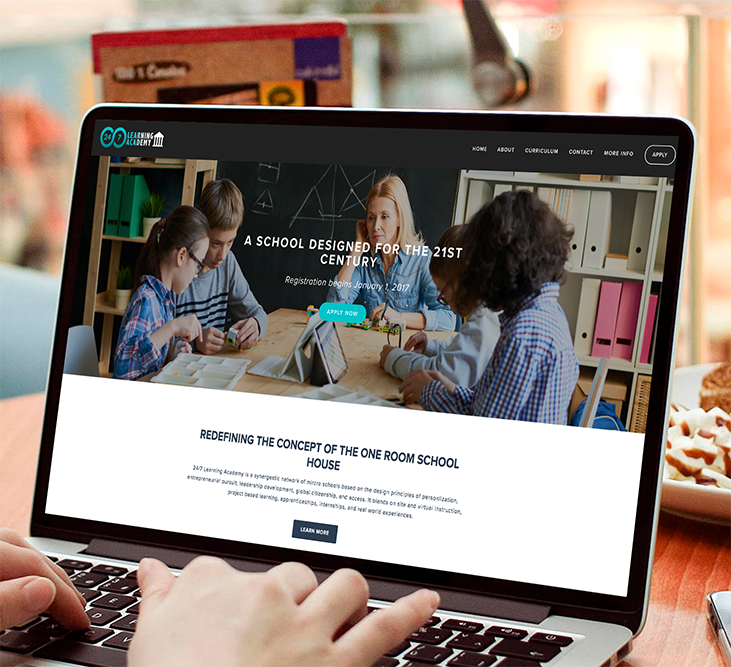 24 7 LEARNING
ACADEMY
HOME ABOUT CURRICULUM CONTACT MORE INFO APPLY
A SCHOOL DESIGNED FOR THE 21ST
CENTURY
Registration begins January 1, 2017
APPLY NOW
REDEFINING THE CONCEPT OF THE ONE ROOM SCHOOL
HOUSE
24/7 Learning Academy is a synergestic network of mircro schools based on the design principles of personlization,
entrepreneurial pursuit, leadership development, global citizenship, and access. It blends on site and virtual instruction,
project based learning, apprenticeships, internships, and real world experiences.
LEARN MORE